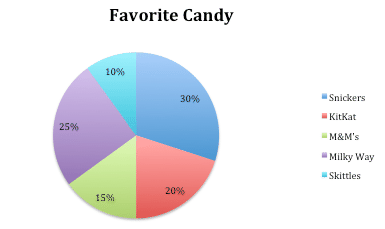 Favorite Candy
10%
30%
25%
15%
20%
Snickers
KitKat
M&M's
Milky Way
Skittles